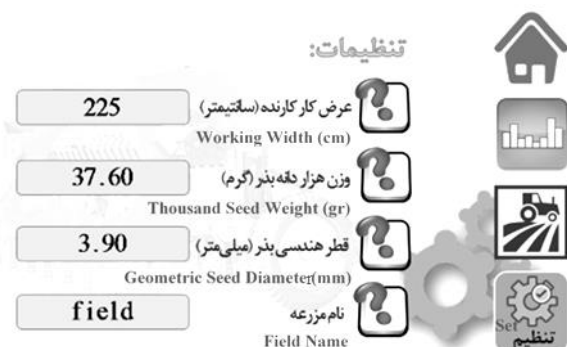 تنظیمات:
عرض کار کارنده (سانتیمتر)
225
Working Width (cm)
وزن هزار دانه بذر (گرم)
37.60
Thousand Seed Weight (gr)
قطر هندسی بذر (میلی‌متر)
3.90
Geometric Seed Diameter(mm)
نام مزرعه
field
Field Name
Set
تنظیم